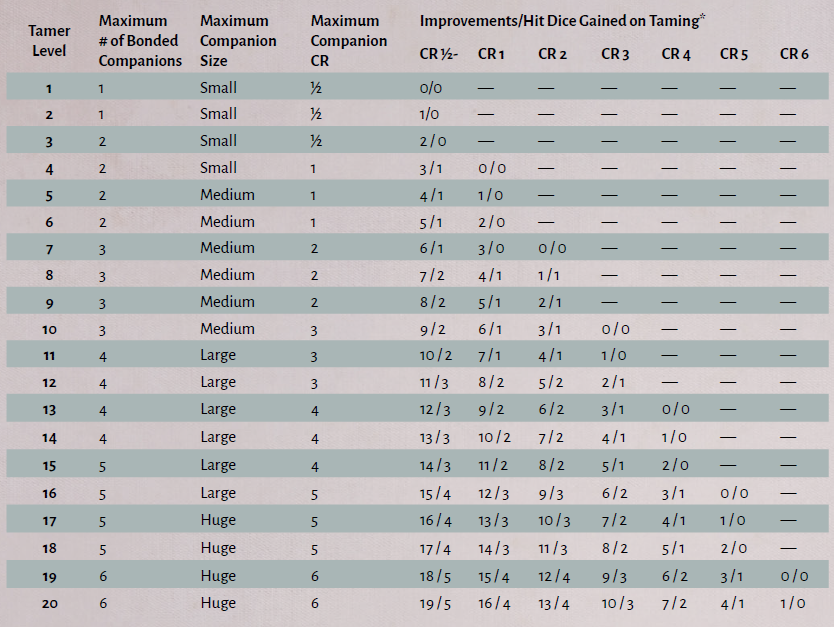 Tamer Level Maximum # of Bonded Companions Maximum Companion Size Maximum Companion CR Improvements/Hit Dice Gained on Taming*
CR ½- CR 1 CR 2 CR 3 CR 4 CR 5 CR 6
1 1 Small ½ 0/0 — — — — — —
2 1 Small ½ 1/0 — — — — — —
3 2 Small ½ 2/0 — — — — — —
4 2 Small 1 3/1 0/0 — — — — —
5 2 Medium 1 4/1 1/0 — — — — —
6 2 Medium 1 5/1 2/0 — — — — —
7 3 Medium 2 6/1 3/0 0/0 — — — —
8 3 Medium 2 7/2 4/1 1/1 — — — —
9 3 Medium 2 8/2 5/1 2/1 — — — —
10 3 Medium 3 9/2 6/1 3/1 0/0 — — —
11 4 Large 3 10/2 7/1 4/1 1/0 — — —
12 4 Large 3 11/3 8/2 5/2 2/1 — — —
13 4 Large 4 12/3 9/2 6/2 3/1 0/0 — —
14 4 Large 4 13/3 10/2 7/2 4/1 1/0 — —
15 5 Large 4 14/3 11/2 8/2 5/1 2/0 — —
16 5 Large 5 15/4 12/3 9/3 6/2 3/1 0/0 —
17 5 Huge 5 16/4 13/3 10/3 7/2 4/1 1/0 —
18 5 Huge 5 17/4 14/3 11/3 8/2 5/1 2/0 —
19 6 Huge 6 18/5 15/4 12/4 9/3 6/2 3/1 0/0
20 6 Huge 6 19/5 16/4 13/4 10/3 7/2 4/1 1/0